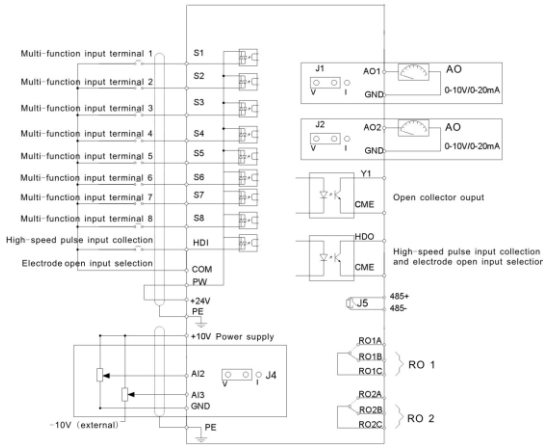 Multi-function input terminal 1
S1
Multi-function input terminal 2
S2
Multi-function input terminal 3
S3
Multi-function input terminal 4
S4
Multi-function input terminal 5
S5
Multi-function input terminal 6
S6
Multi-function input terminal 7
S7
Multi-function input terminal 8
S8
High-speed pulse input collection
HDI
Electrode open input selection
COM
PW
+24V
PE
+10V Power supply
AI2
V
I
J4
AI3
GND
-10V (external)
PE
J1
V
I
AO1
GND
AO
0-10V/0-20mA
J2
V
I
AO2
GND
AO
0-10V/0-20mA
Y1
CME
Open collector ouput
HDO
CME
High-speed pulse input collection
and electrode open input selection
J5
485+
485-
RO1A
RO1B
RO1C
RO 1
RO2A
RO2B
RO2C
RO 2